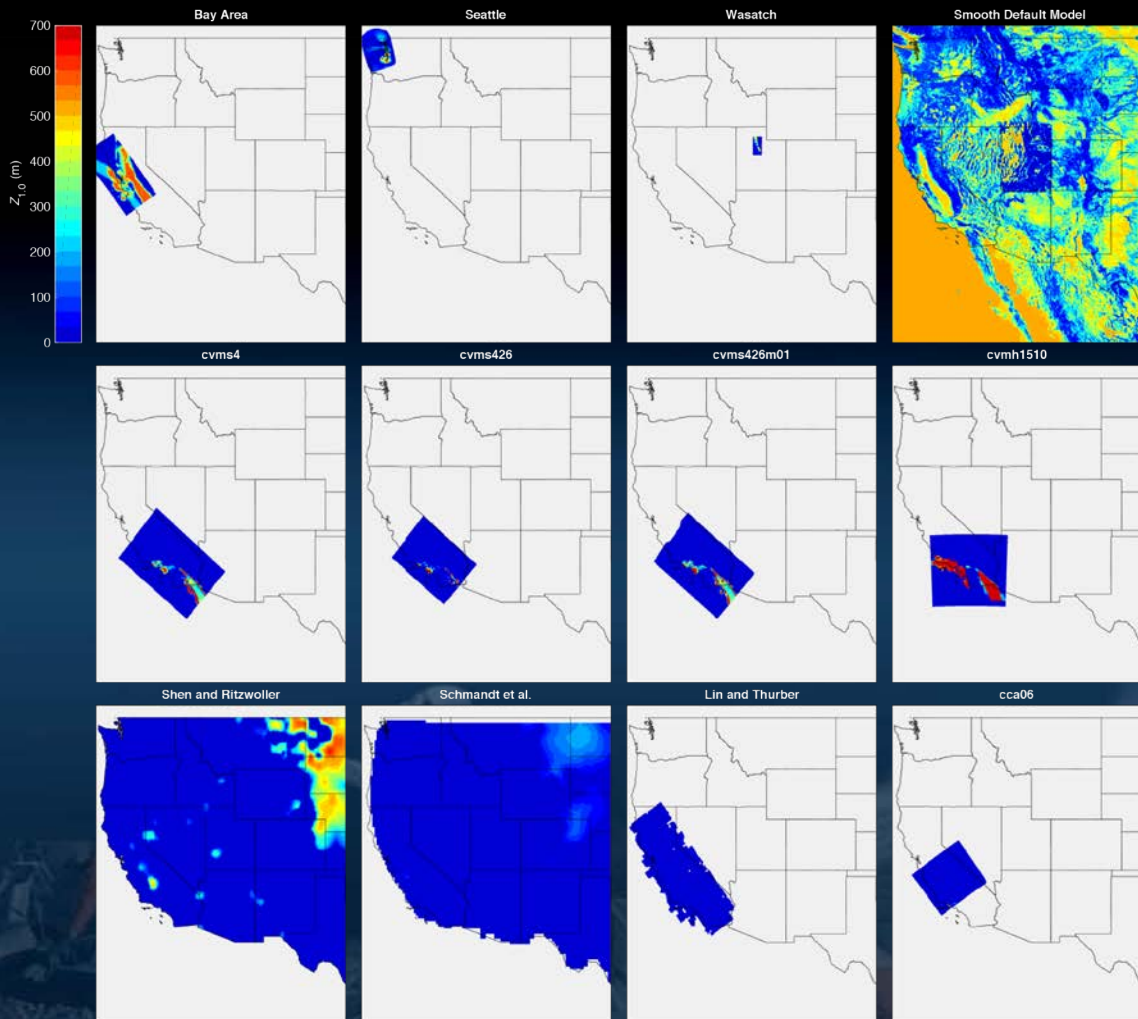 Bay Area
Seattle
Wasatch
Smooth Default Model
700
600
500
400
300
200
100
0
Z1.0 (m)
cvms4
cvms426
cvms426m01
cvmh1510
Shen and Ritzwoller
Schmandt et al.
Lin and Thurber
cca06